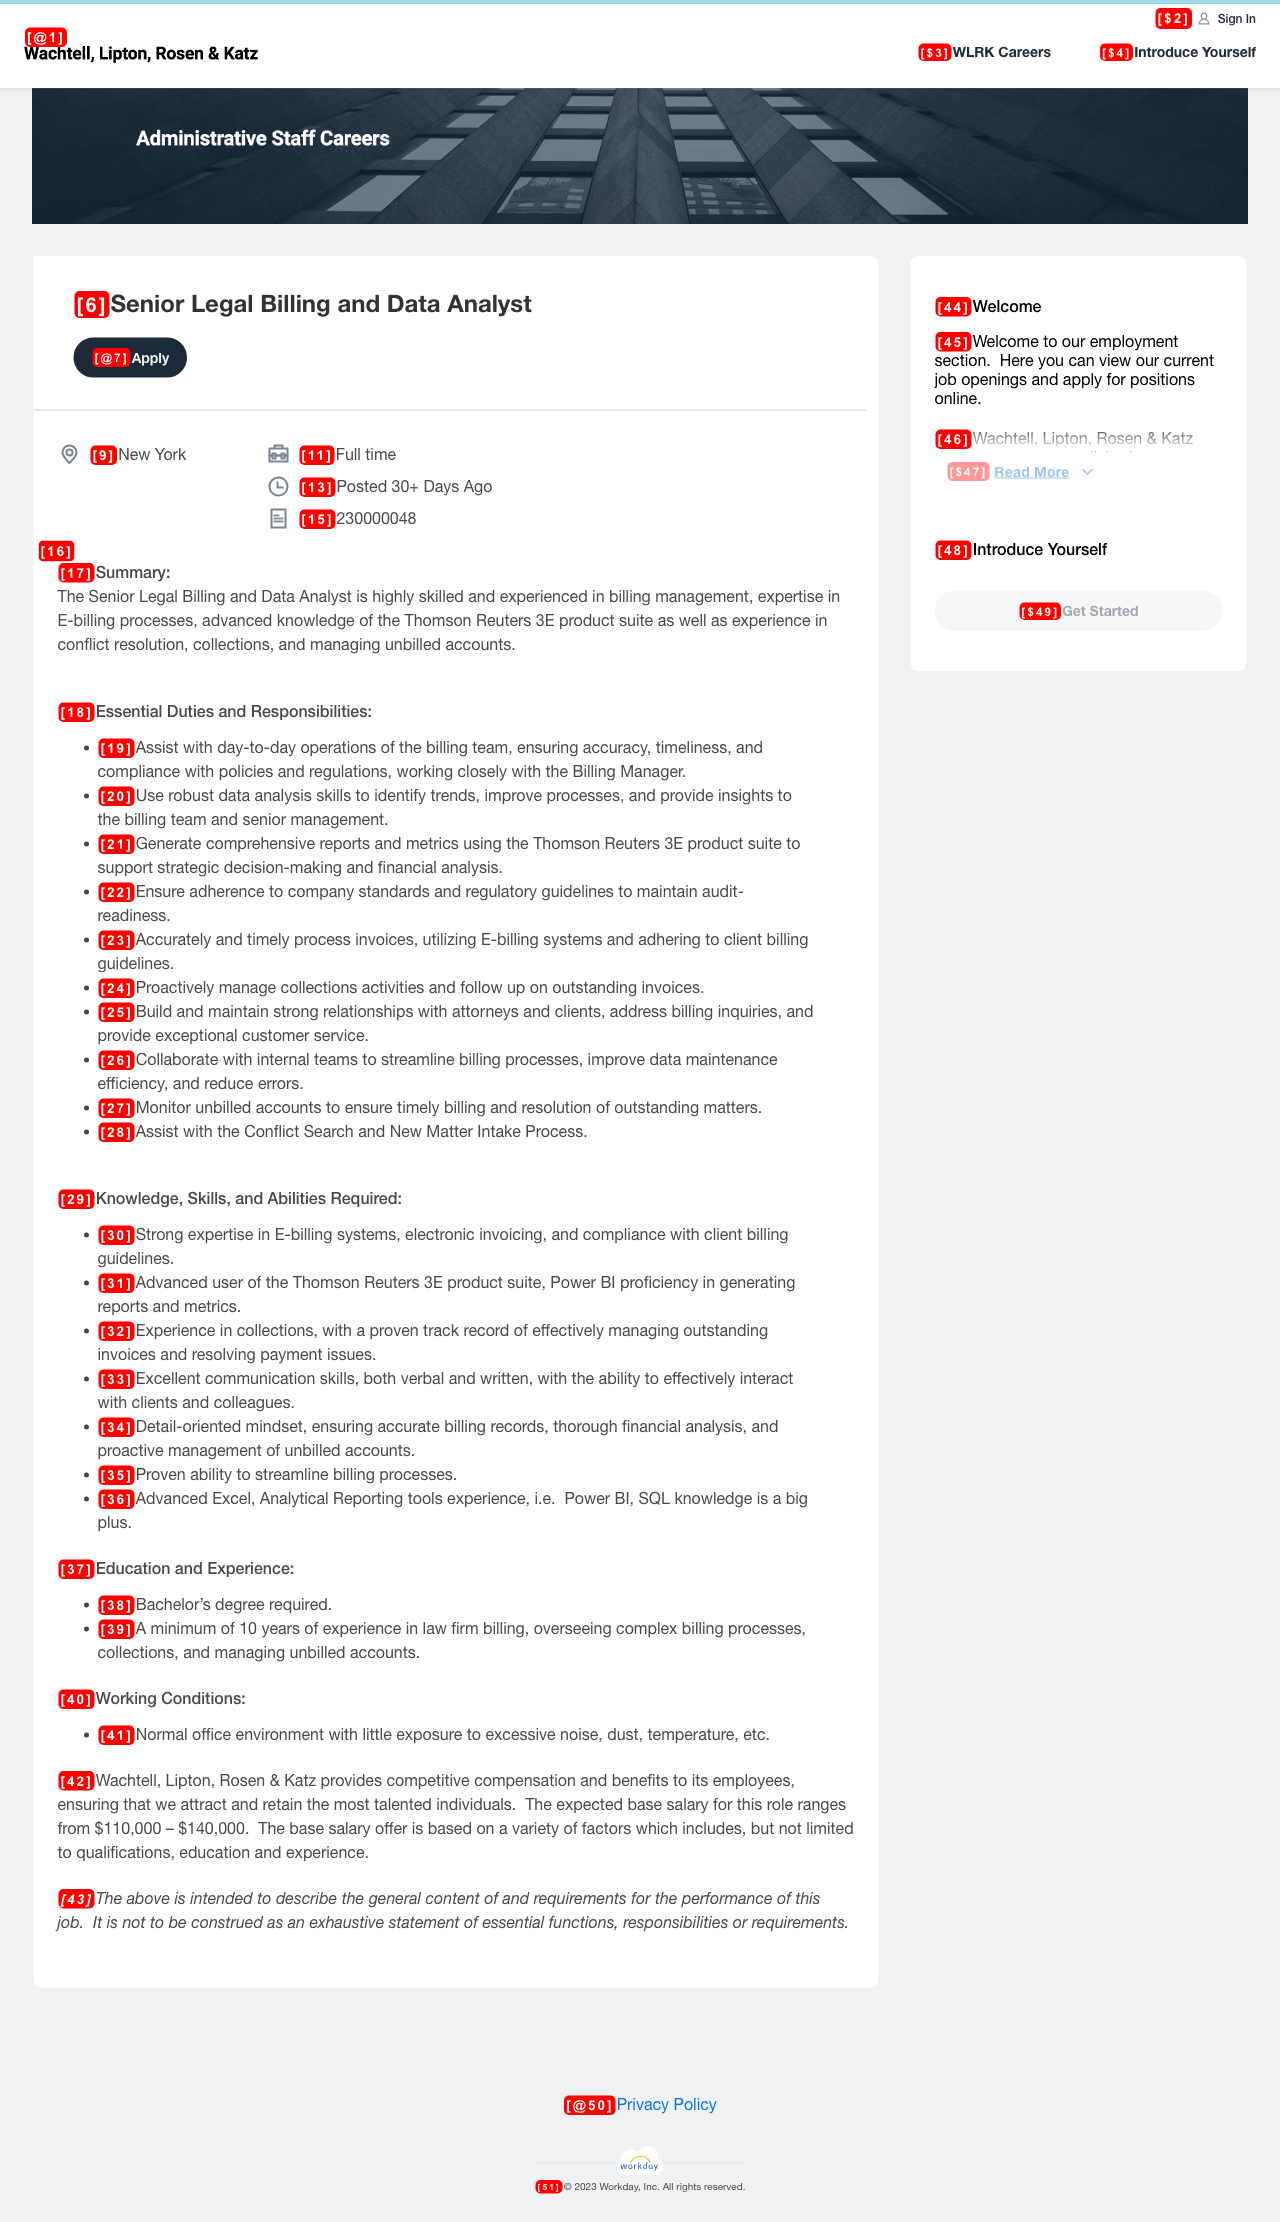 [$2] Sign In
[@1]
Wachtell, Lipton, Rosen & Katz
[$3] WLRK Careers
[$4] Introduce Yourself
Administrative Staff Careers
[6] Senior Legal Billing and Data Analyst
[@7] Apply
[9] New York
[11] Full time
[13] Posted 30+ Days Ago
[15] 230000048
[16]
[17] Summary:
The Senior Legal Billing and Data Analyst is highly skilled and experienced in billing management, expertise in
E-billing processes, advanced knowledge of the Thomson Reuters 3E product suite as well as experience in
conflict resolution, collections, and managing unbilled accounts.
[18] Essential Duties and Responsibilities:
• [19] Assist with day-to-day operations of the billing team, ensuring accuracy, timeliness, and
compliance with policies and regulations, working closely with the Billing Manager.
• [20] Use robust data analysis skills to identify trends, improve processes, and provide insights to
the billing team and senior management.
• [21] Generate comprehensive reports and metrics using the Thomson Reuters 3E product suite to
support strategic decision-making and financial analysis.
• [22] Ensure adherence to company standards and regulatory guidelines to maintain audit-
readiness.
• [23] Accurately and timely process invoices, utilizing E-billing systems and adhering to client billing
guidelines.
• [24] Proactively manage collections activities and follow up on outstanding invoices.
• [25] Build and maintain strong relationships with attorneys and clients, address billing inquiries, and
provide exceptional customer service.
• [26] Collaborate with internal teams to streamline billing processes, improve data maintenance
efficiency, and reduce errors.
• [27] Monitor unbilled accounts to ensure timely billing and resolution of outstanding matters.
• [28] Assist with the Conflict Search and New Matter Intake Process.
[29] Knowledge, Skills, and Abilities Required:
• [30] Strong expertise in E-billing systems, electronic invoicing, and compliance with client billing
guidelines.
• [31] Advanced user of the Thomson Reuters 3E product suite, Power BI proficiency in generating
reports and metrics.
• [32] Experience in collections, with a proven track record of effectively managing outstanding
invoices and resolving payment issues.
• [33] Excellent communication skills, both verbal and written, with the ability to effectively interact
with clients and colleagues.
• [34] Detail-oriented mindset, ensuring accurate billing records, thorough financial analysis, and
proactive management of unbilled accounts.
• [35] Proven ability to streamline billing processes.
• [36] Advanced Excel, Analytical Reporting tools experience, i.e.  Power BI, SQL knowledge is a big
plus.
[37] Education and Experience:
• [38] Bachelor’s degree required.
• [39] A minimum of 10 years of experience in law firm billing, overseeing complex billing processes,
collections, and managing unbilled accounts.
[40] Working Conditions:
• [41] Normal office environment with little exposure to excessive noise, dust, temperature, etc.
[42] Wachtell, Lipton, Rosen & Katz provides competitive compensation and benefits to its employees,
ensuring that we attract and retain the most talented individuals.  The expected base salary for this role ranges
from $110,000 – $140,000.  The base salary offer is based on a variety of factors which includes, but not limited
to qualifications, education and experience.
[43] The above is intended to describe the general content of and requirements for the performance of this
job.  It is not to be construed as an exhaustive statement of essential functions, responsibilities or requirements.
[44] Welcome
[45] Welcome to our employment
section.  Here you can view our current
job openings and apply for positions
online.
[46] Wachtell, Lipton, Rosen & Katz
[$47] Read More
[48] Introduce Yourself
[$49] Get Started
[@50] Privacy Policy
workday
[51] © 2023 Workday, Inc. All rights reserved.